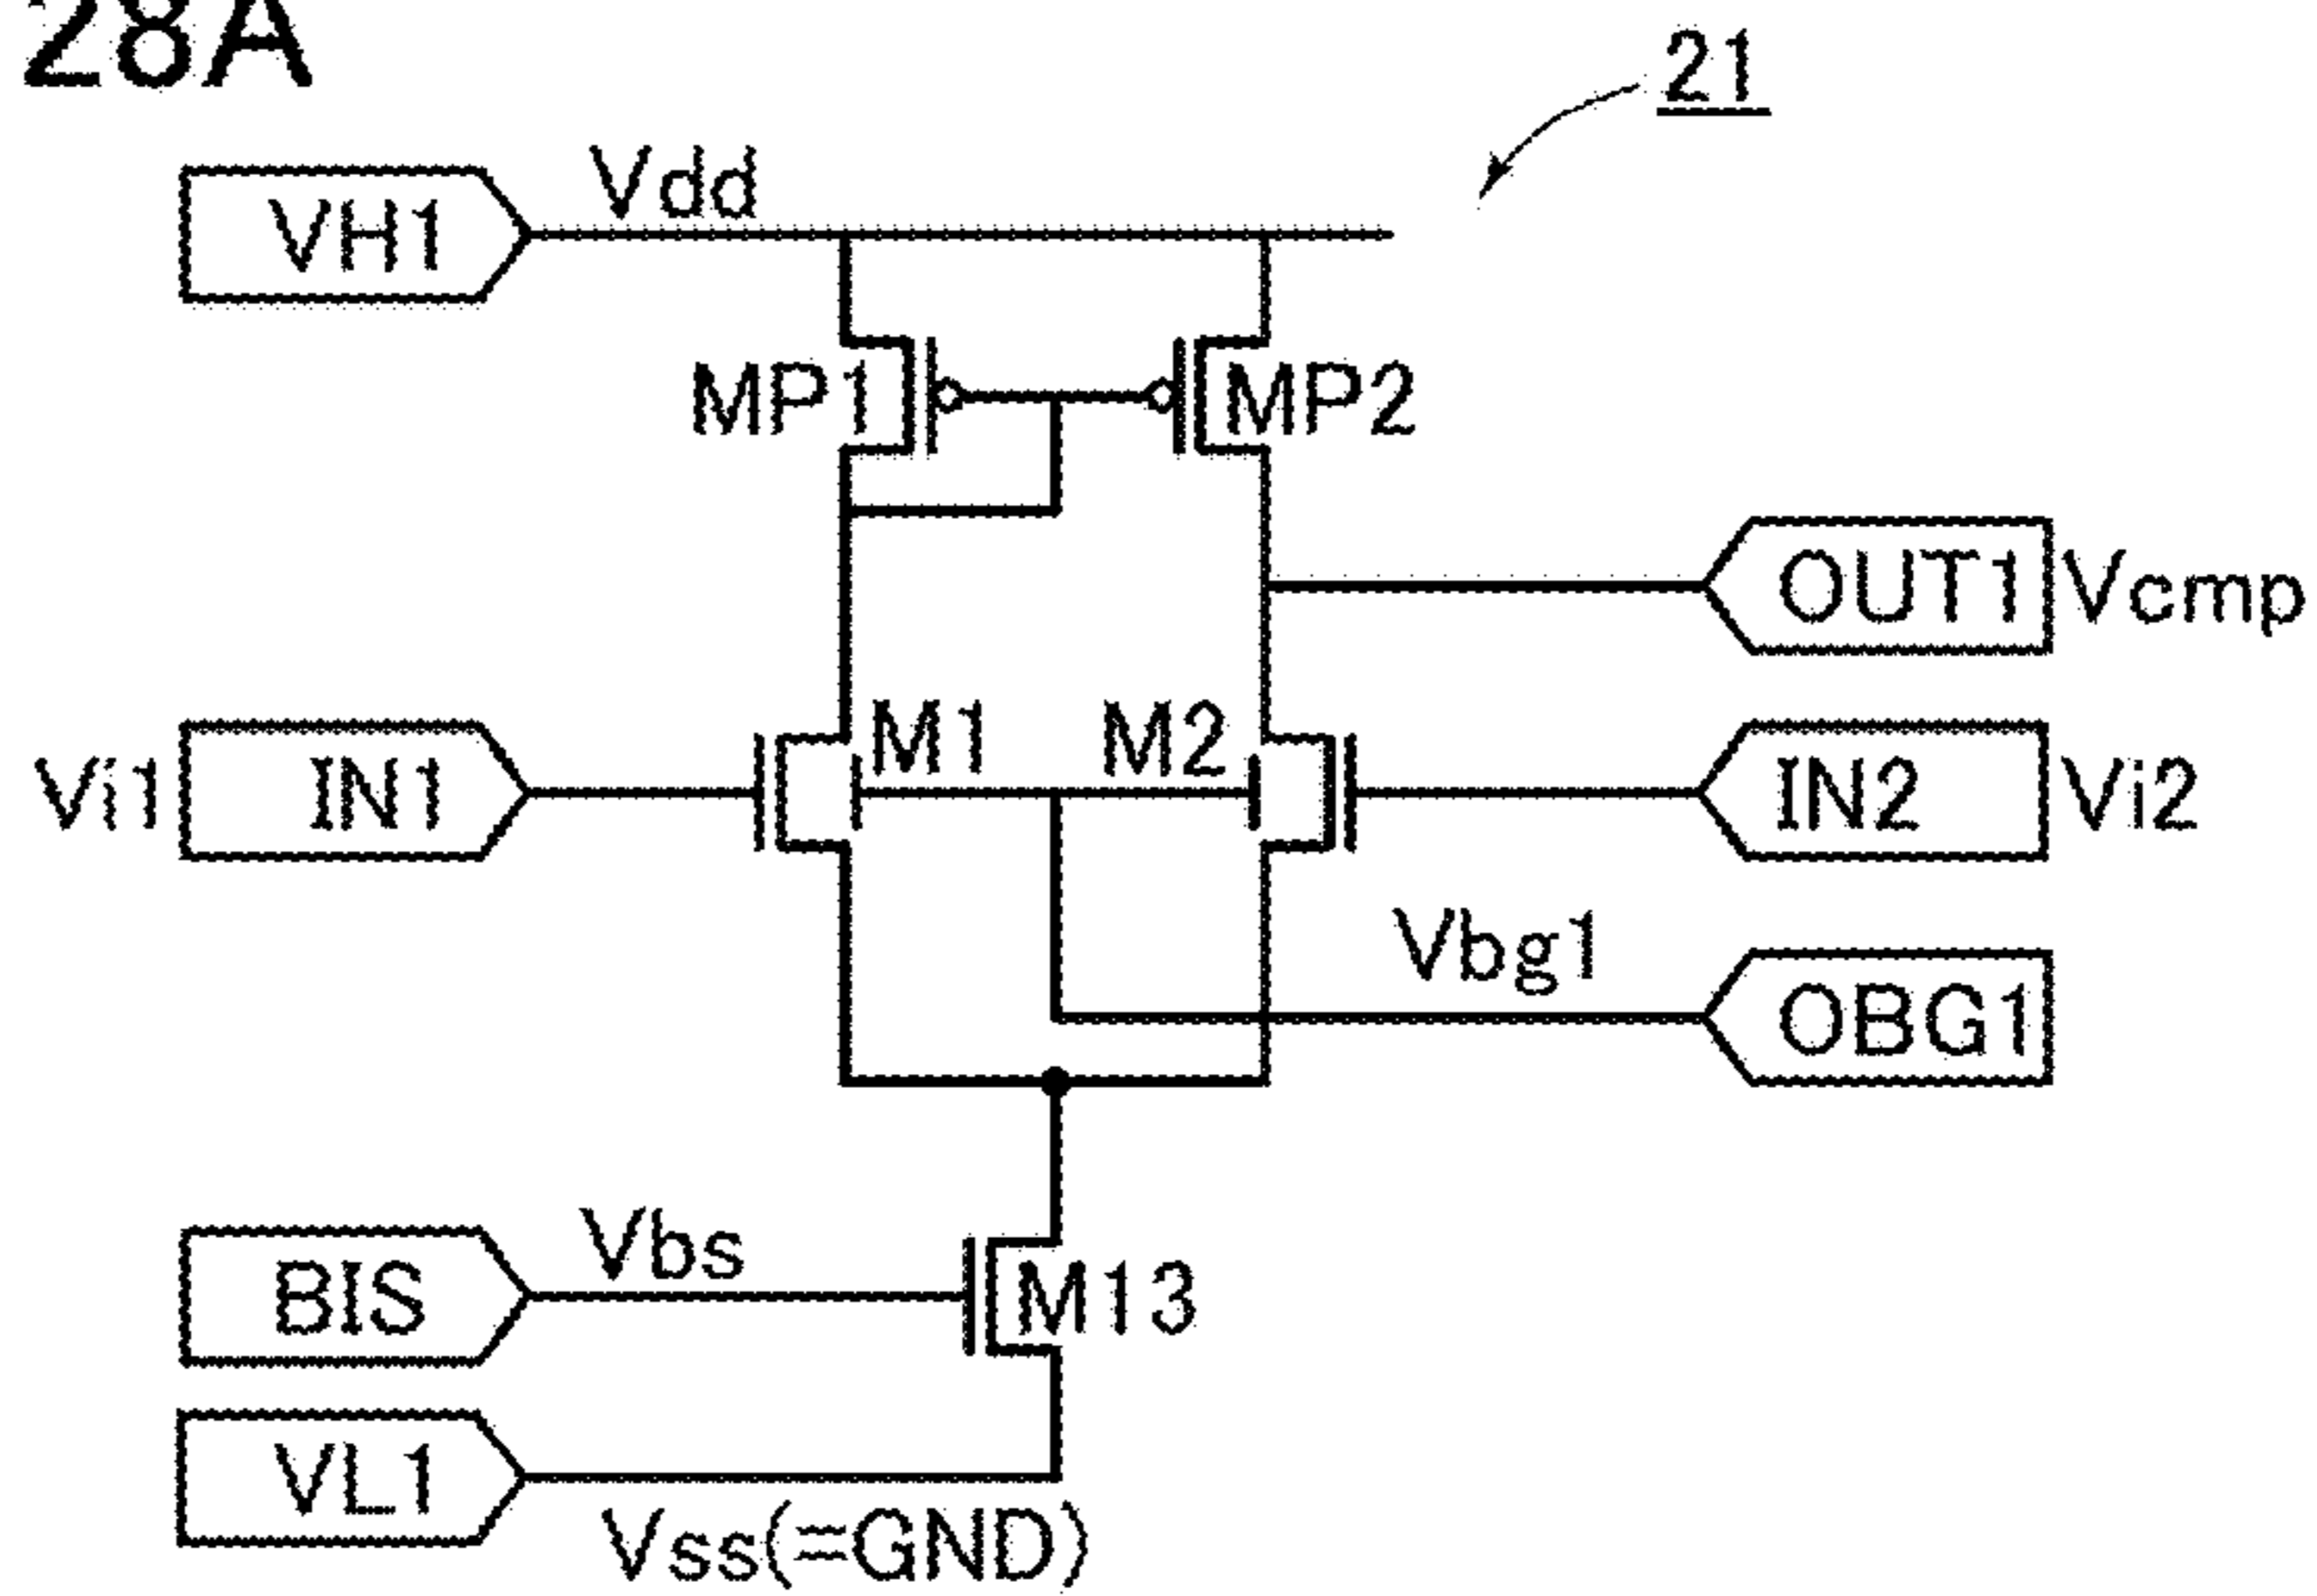 28A
21
VH1 Vdd
MP1 MP2
OUT1 Vcmp
M1 M2
Vi1 IN1 IN2 Vi2
Vbg1
OBG1
Vbs
BIS M13
VL1
Vss(=GND)